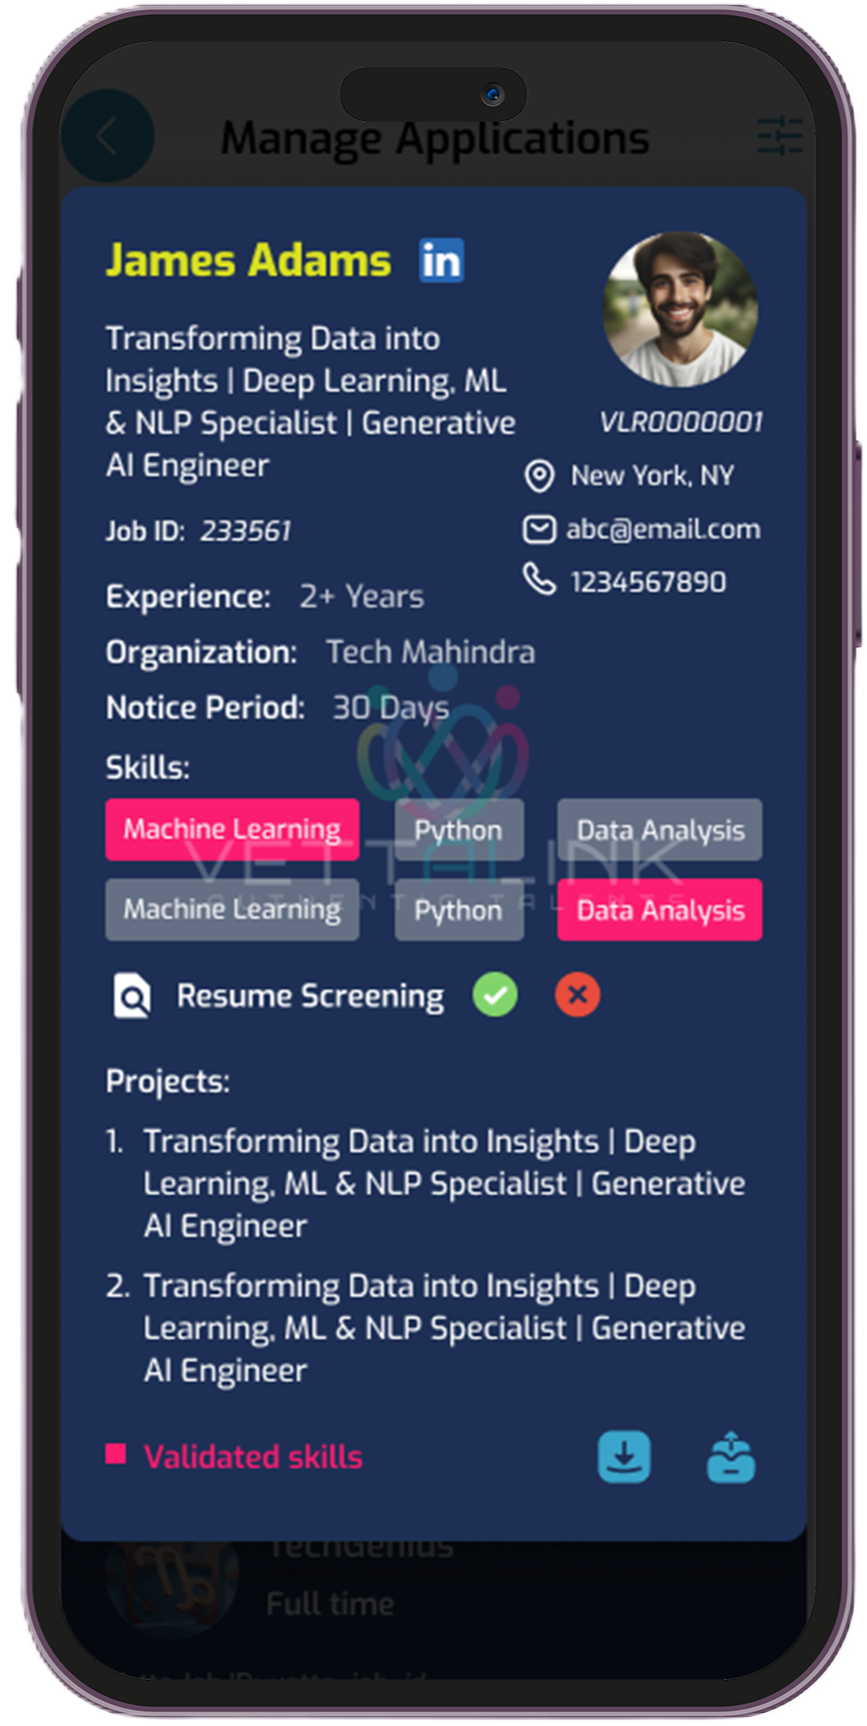 Manage Applications
James Adams in
Transforming Data into
Insights | Deep Learning, ML
& NLP Specialist | Generative
AI Engineer
VLR0000001
New York, NY
abc@email.com
1234567890
Job ID: 233561
Experience: 2+ Years
Organization: Tech Mahindra
Notice Period: 30 Days
Skills:
Machine Learning Python Data Analysis
VETTALINK
Machine Learning Python Data Analysis
AUTHENTIC TALENTS
Resume Screening
Projects:
1. Transforming Data into Insights | Deep
Learning, ML & NLP Specialist | Generative
AI Engineer
2. Transforming Data into Insights | Deep
Learning, ML & NLP Specialist | Generative
AI Engineer
Validated skills
TechGenius
Full time